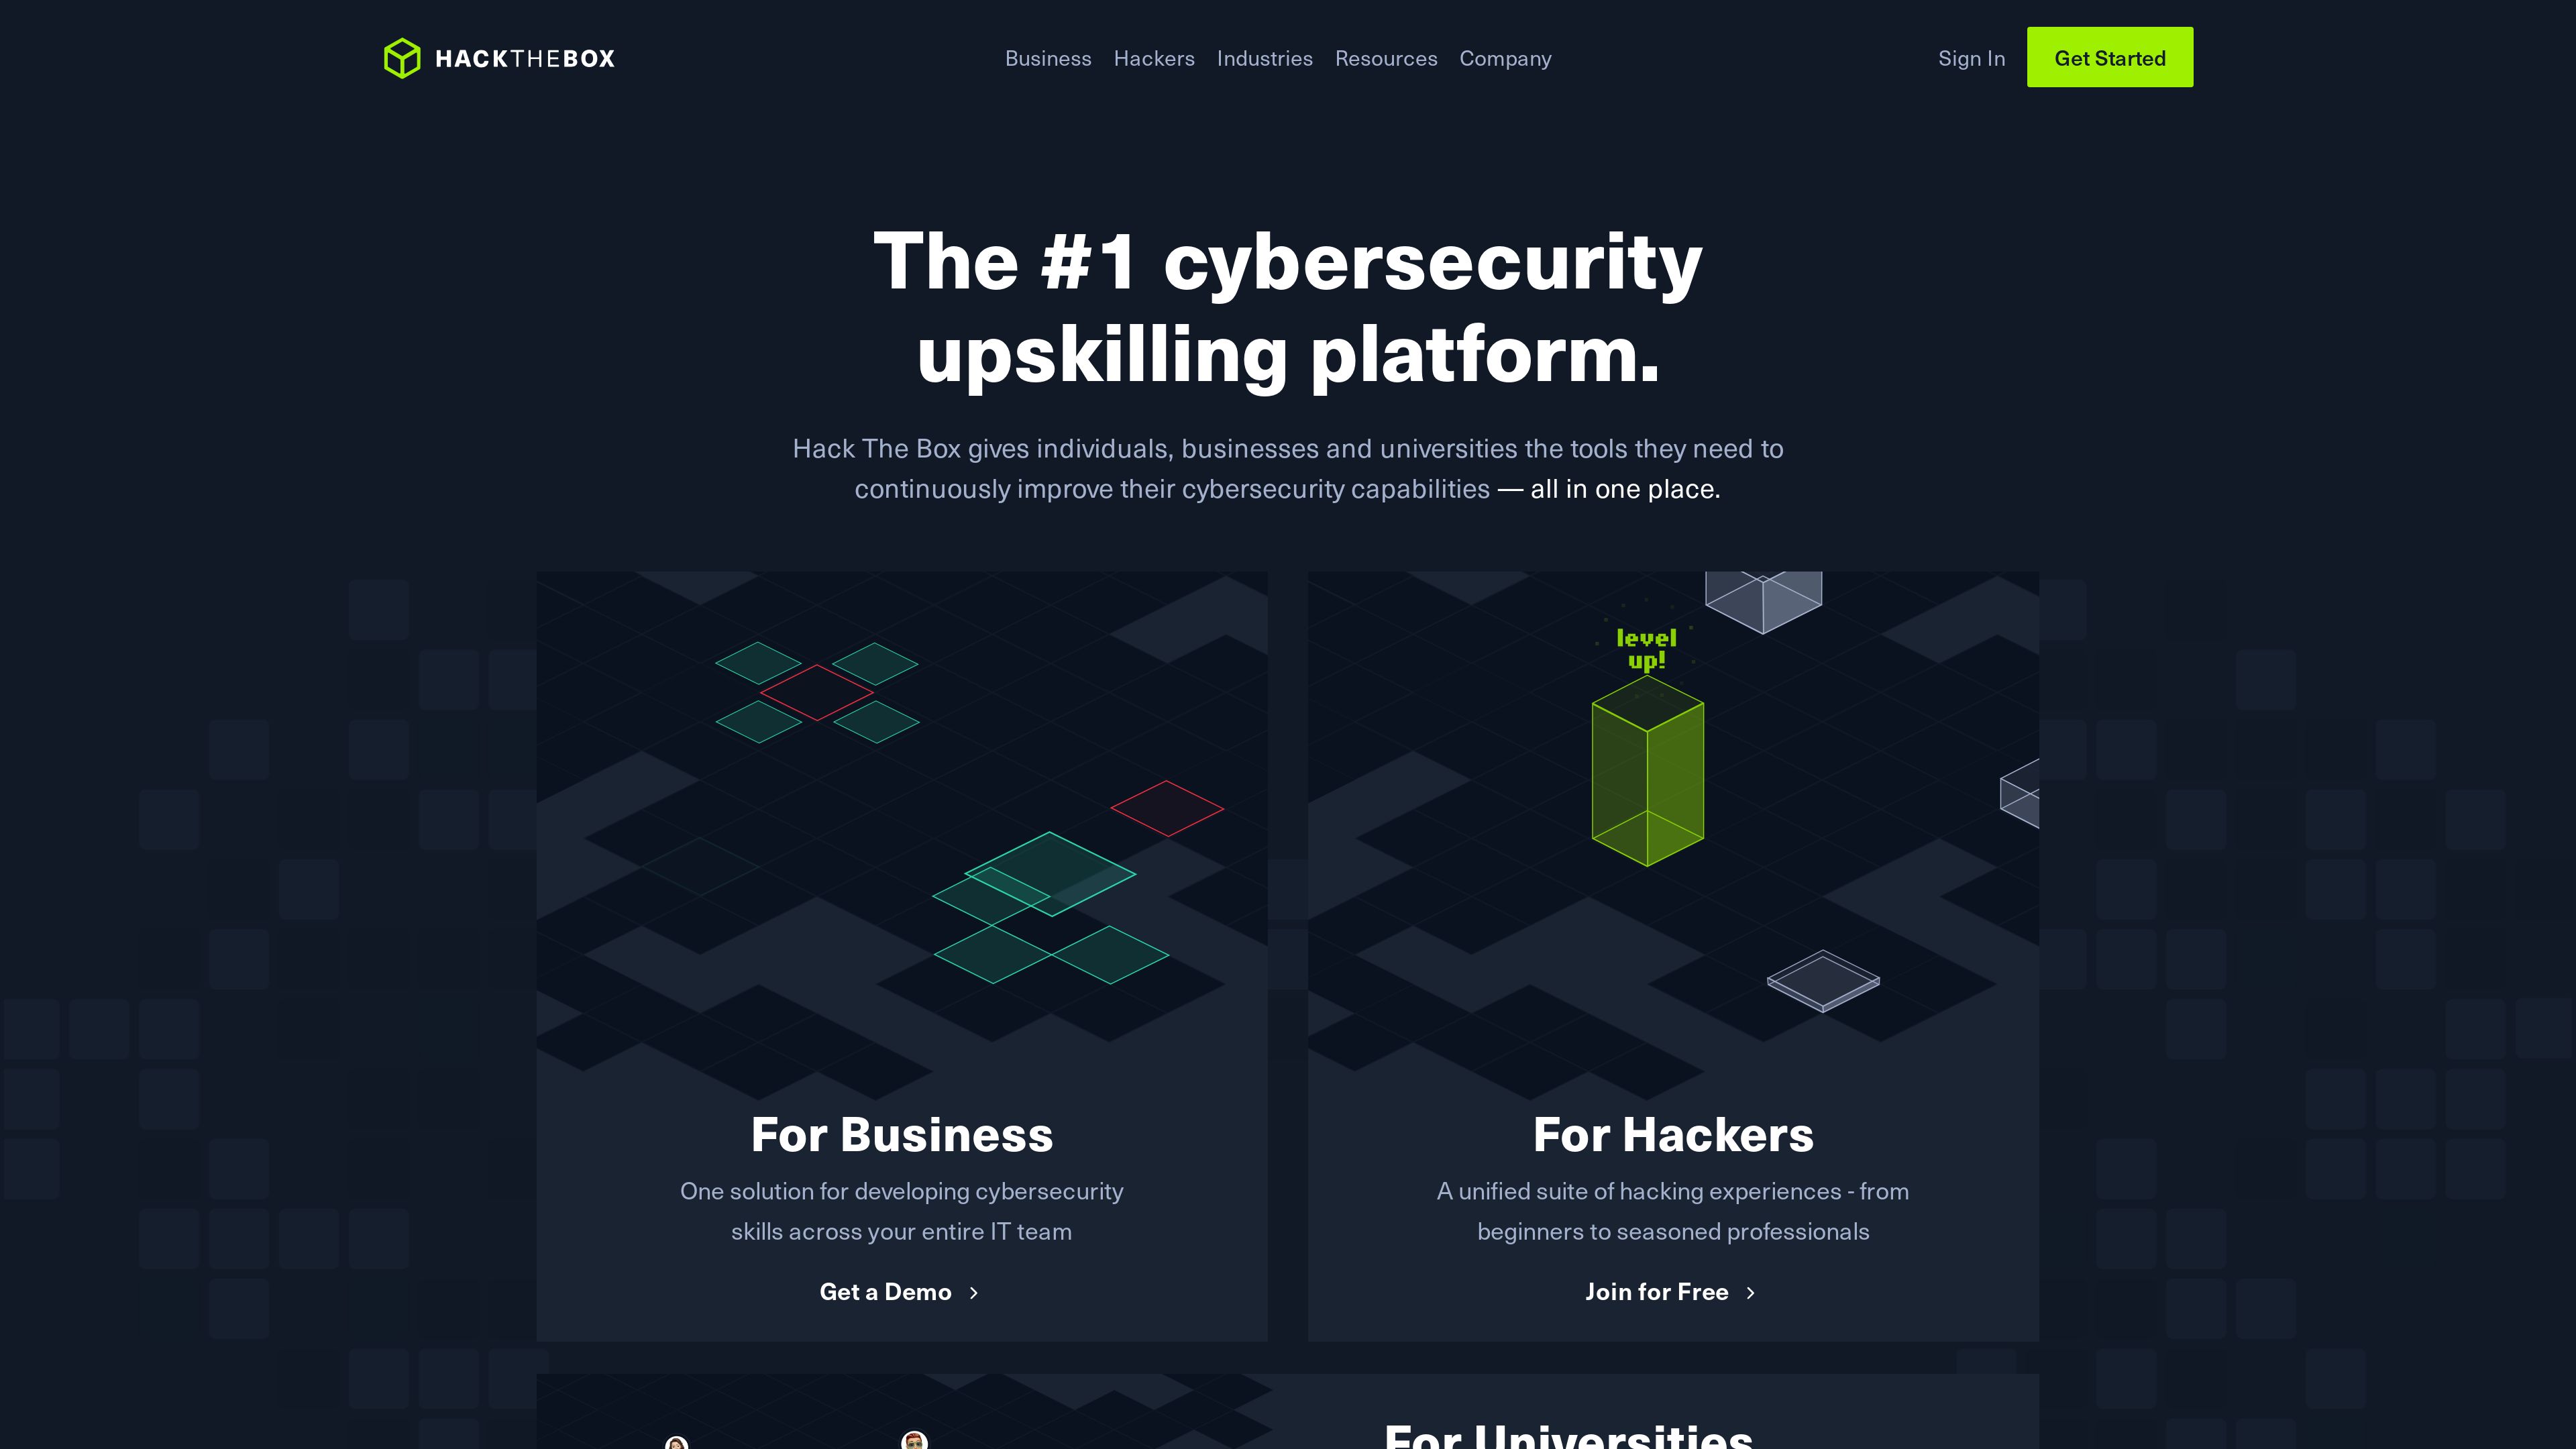 HACKTHEBOX
Business Hackers Industries Resources Company
Sign In Get Started
The #1 cybersecurity
upskilling platform.
Hack The Box gives individuals, businesses and universities the tools they need to
continuously improve their cybersecurity capabilities — all in one place.
level
up!
For Business
One solution for developing cybersecurity
skills across your entire IT team
Get a Demo
For Hackers
A unified suite of hacking experiences - from
beginners to seasoned professionals
Join for Free
For Universities